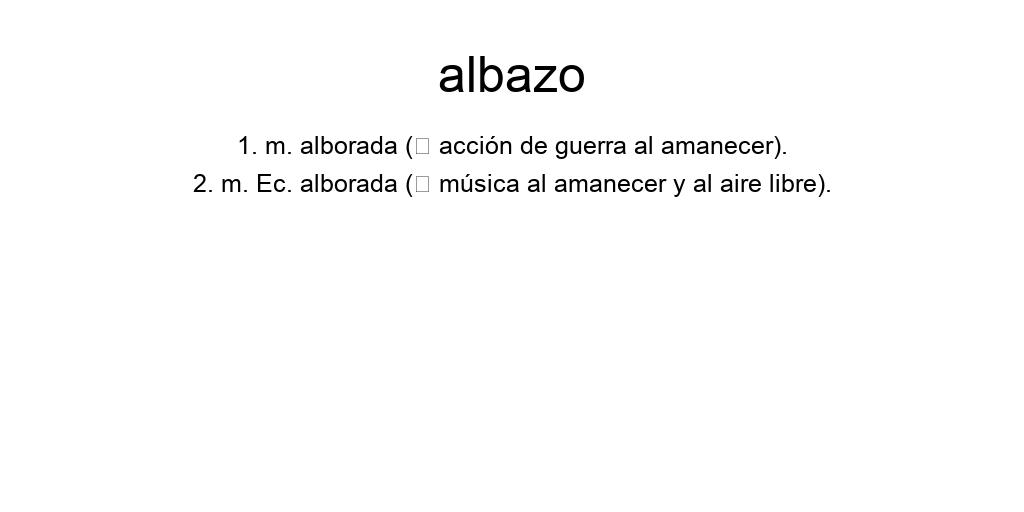 albazo
1. m. alborada (□ acción de guerra al amanecer).
2. m. Ec. alborada (□ música al amanecer y al aire libre).